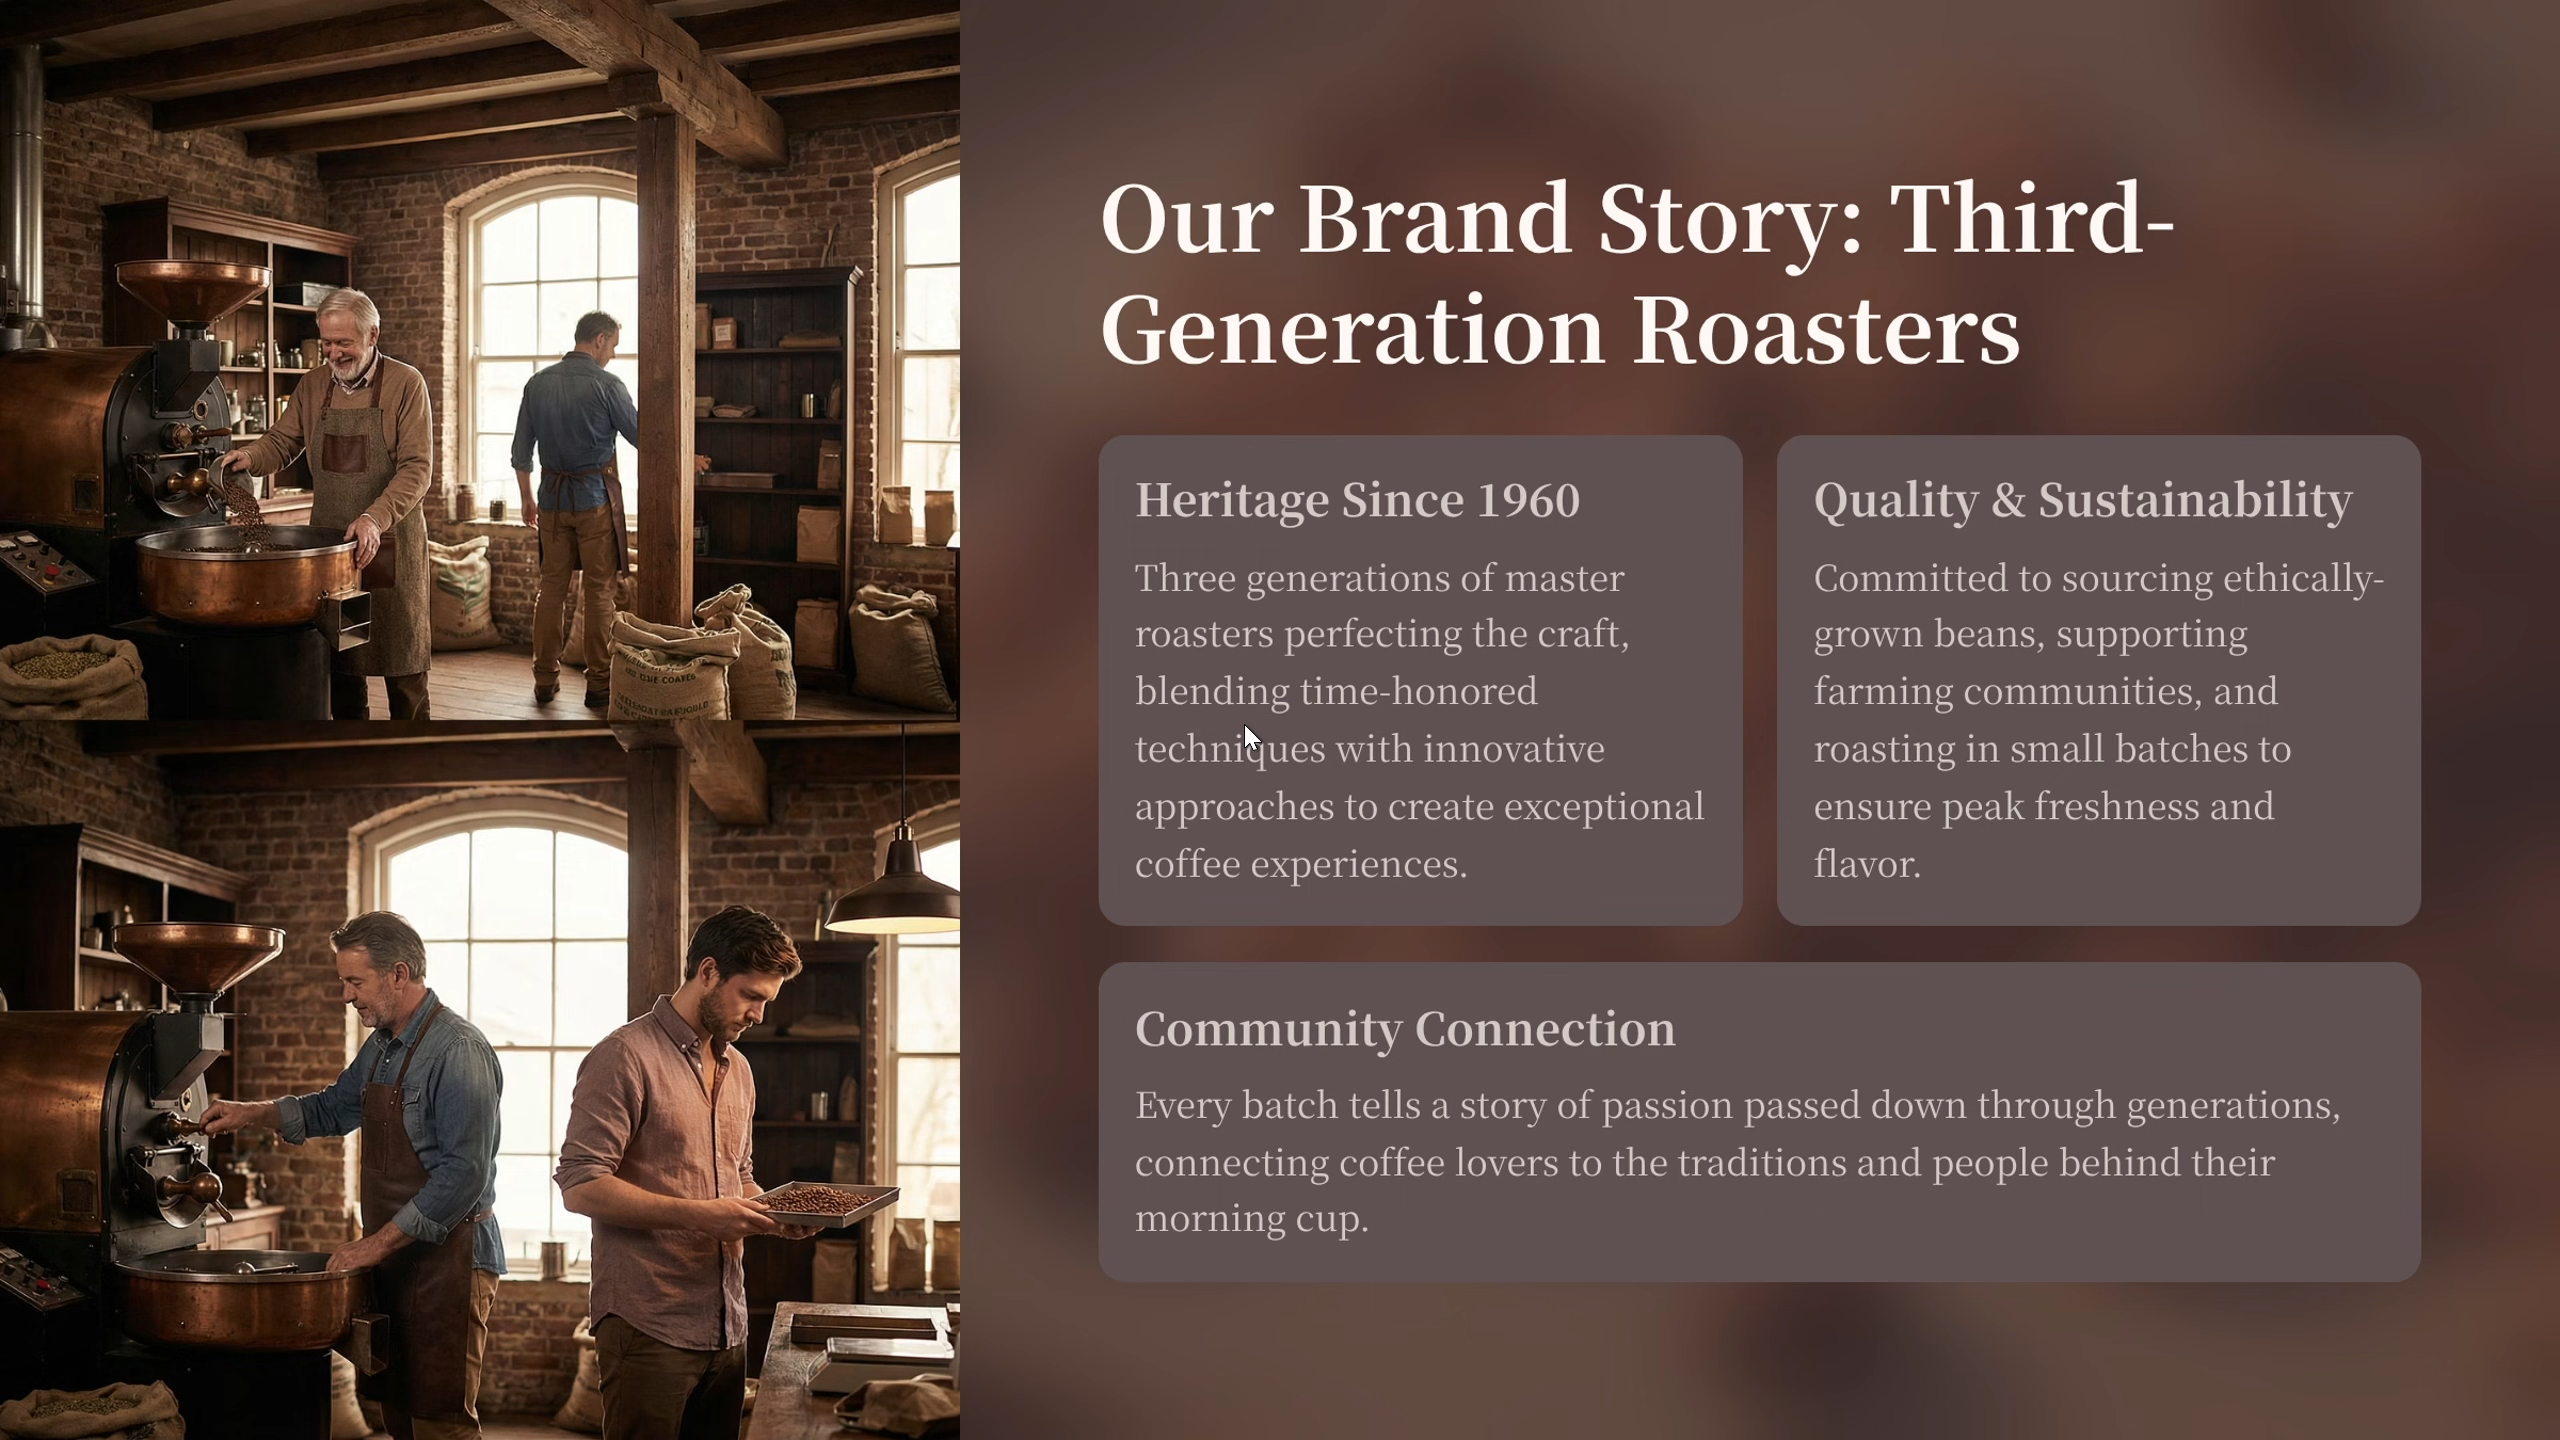 Our Brand Story: Third-
Generation Roasters
Heritage Since 1960
Three generations of master
roasters perfecting the craft,
blending time-honored
techniques with innovative
approaches to create exceptional
coffee experiences.
Quality & Sustainability
Committed to sourcing ethically-
grown beans, supporting
farming communities, and
roasting in small batches to
ensure peak freshness and
flavor.
Community Connection
Every batch tells a story of passion passed down through generations,
connecting coffee lovers to the traditions and people behind their
morning cup.